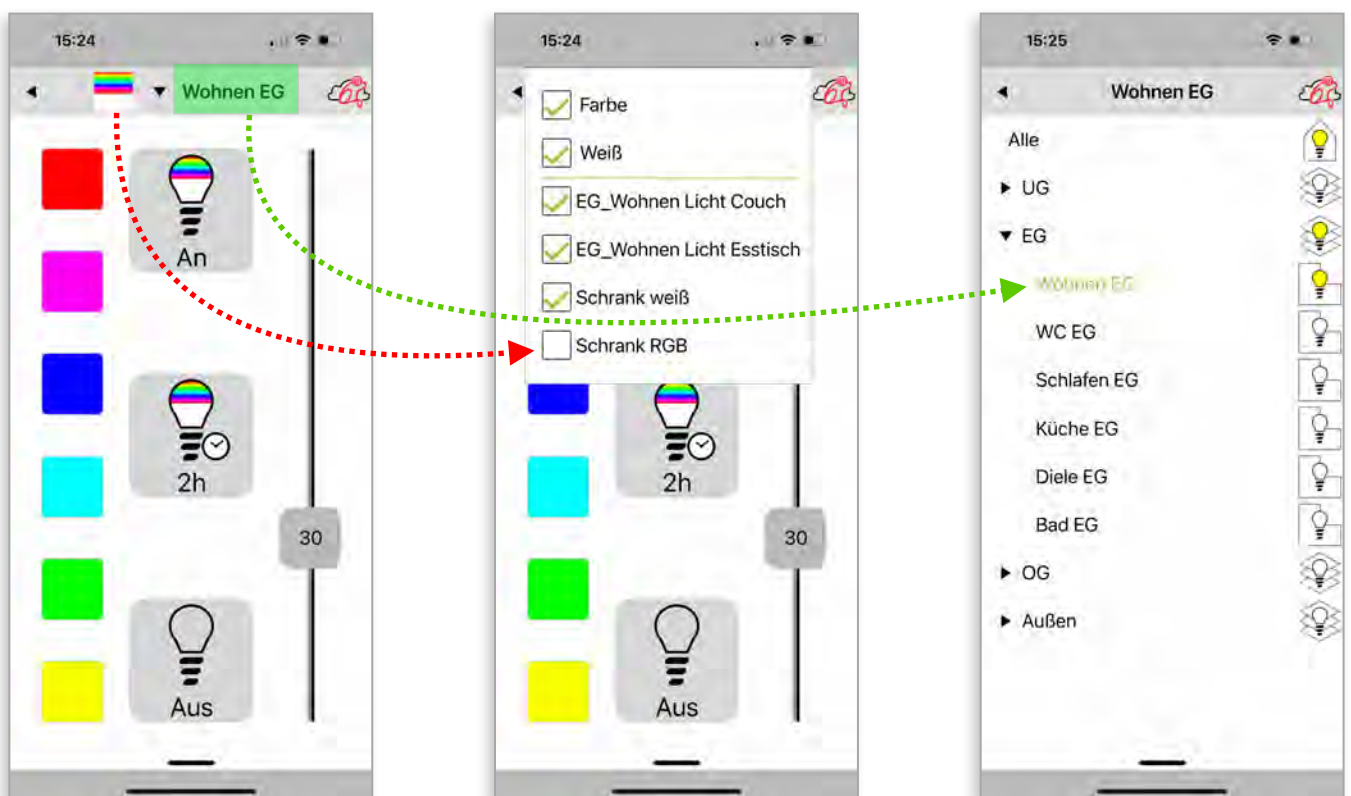 15:24
Wohnen EG
An
2h
30
Aus
15:24
Farbe
Weiß
EG_Wohnen Licht Couch
EG_Wohnen Licht Esstisch
Schrank weiß
Schrank RGB
2h
30
Aus
15:25
Wohnen EG
Alle
UG
EG
Wohnen EG
WC EG
Schlafen EG
Küche EG
Diele EG
Bad EG
OG
Außen